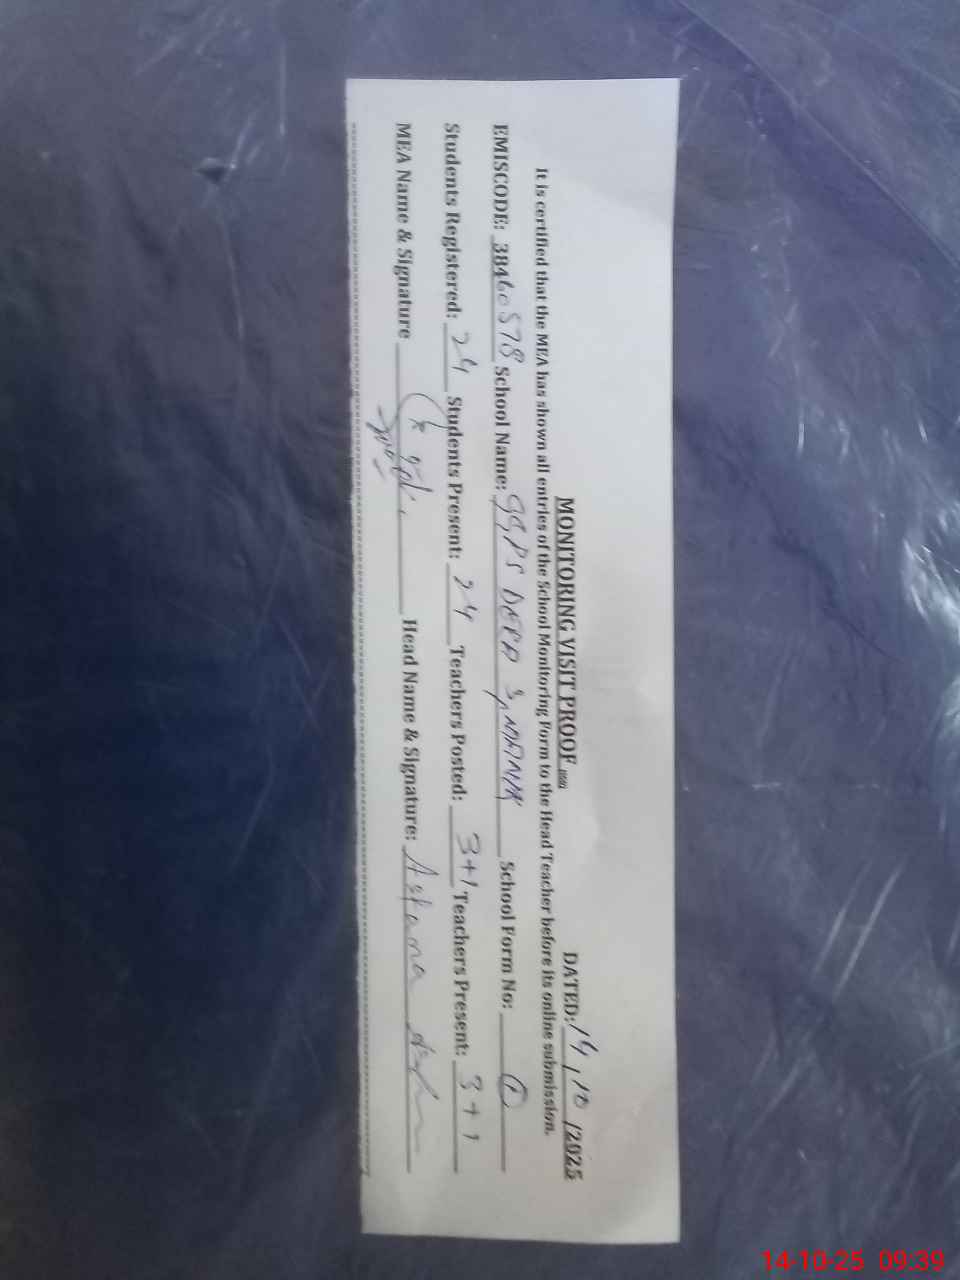 MONITORING VISIT PROOF
DATED: 14/10/2025
It is certified that the MEA has shown all entries of the School Monitoring Form to the Head Teacher before its online submission.
EMISCODE: 38460578 School Name: GGPS DERA School Form No: 1
Students Registered: 24 Students Present: 24 Teachers Posted: 3+1 Teachers Present: 3+1
MEA Name & Signature Head Name & Signature:
14-10-25 09:39